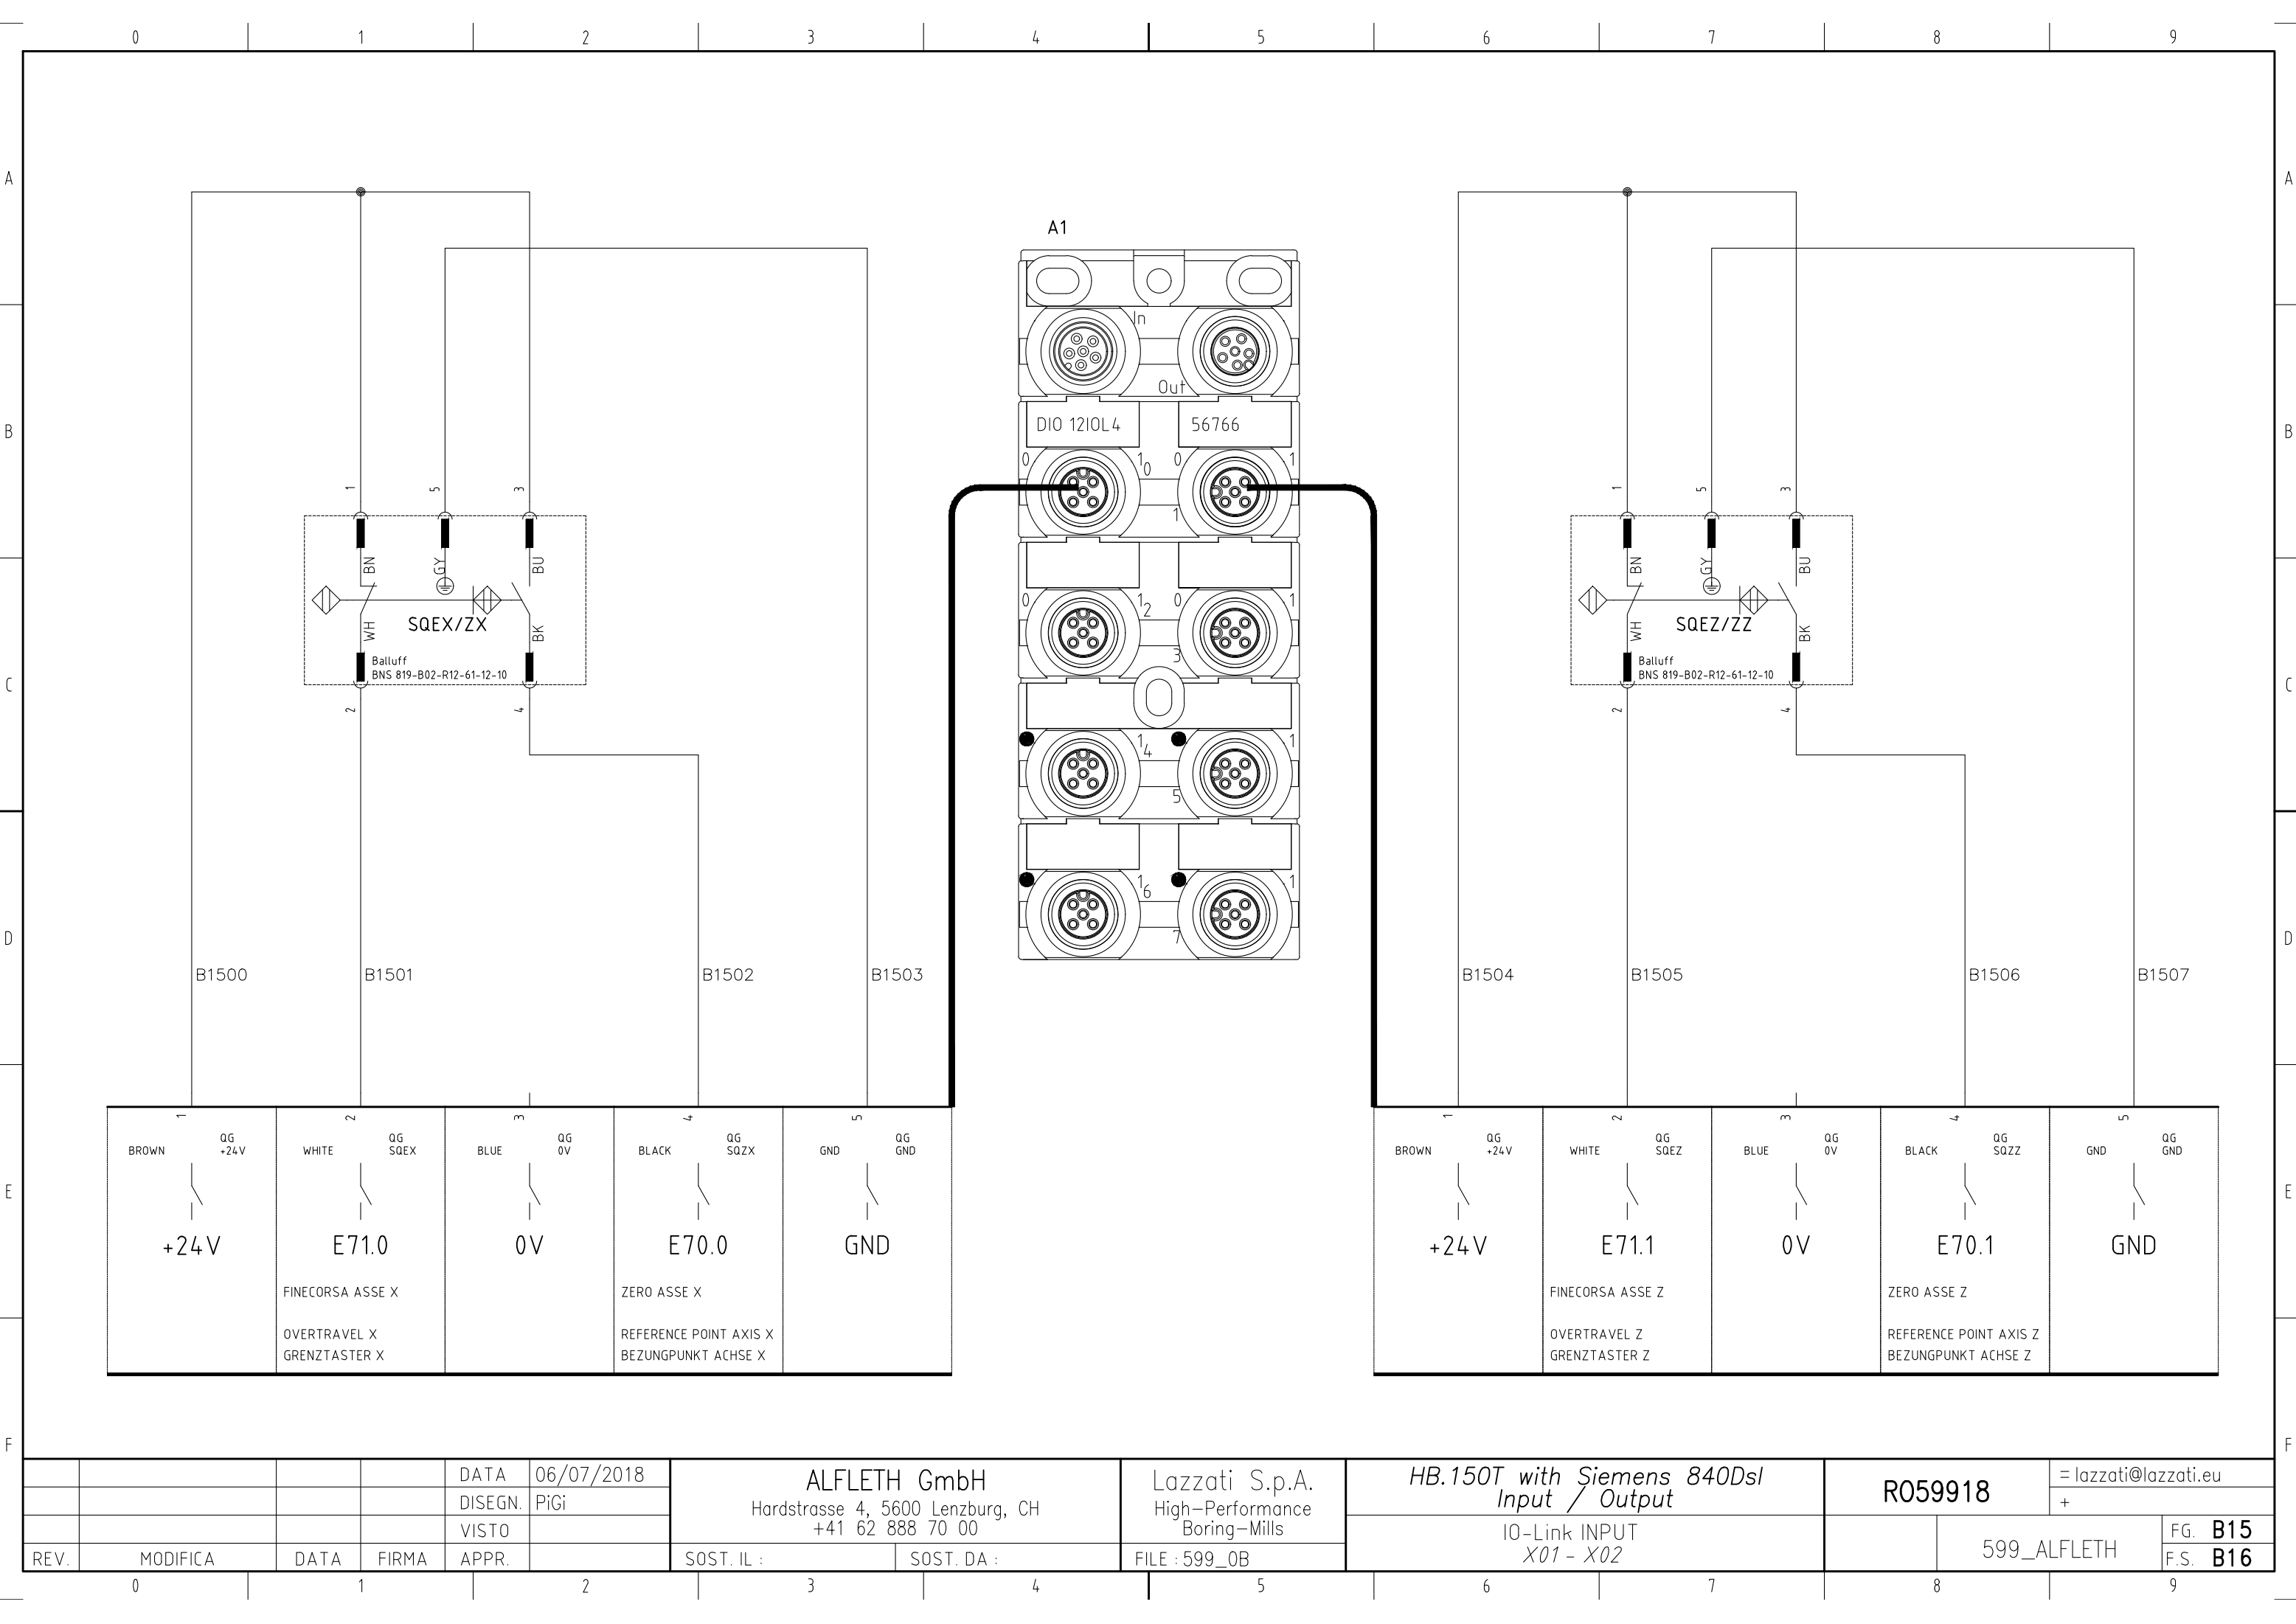 0 1 2 3 4 5 6 7 8 9
A A
A1
In
Out
B B
DIO 12IOL4 56766
0 1 0 0 1
1
1 5 3
1 5 3
BN GY BU
BN GY BU
0 1 2 0 1
3
SQEX/ZX
SQEZ/ZZ
WH BK
WH BK
Balluff
BNS 819-B02-R12-61-12-10
Balluff
BNS 819-B02-R12-61-12-10
C C
2 4
2 4
1 4 1
5
1 6 1
7
D D
B1500 B1501 B1502 B1503 B1504 B1505 B1506 B1507
1 2 3 4 5
1 2 3 4 5
BROWN QG +24V WHITE QG SQEX BLUE QG 0V BLACK QG SQZX GND QG GND
BROWN QG +24V WHITE QG SQEZ BLUE QG 0V BLACK QG SQZZ GND QG GND
E E
+24V E71.0 0V E70.0 GND
+24V E71.1 0V E70.1 GND
FINECORSA ASSE X
ZERO ASSE X
FINECORSA ASSE Z
ZERO ASSE Z
OVERTRAVEL X
GRENZTASTER X
REFERENCE POINT AXIS X
BEZUNGPUNKT ACHSE X
OVERTRAVEL Z
GRENZTASTER Z
REFERENCE POINT AXIS Z
BEZUNGPUNKT ACHSE Z
F F
DATA 06/07/2018
DISEGN. PiGi
VISTO
REV. MODIFICA DATA FIRMA APPR.
ALFLETH GmbH
Hardstrasse 4, 5600 Lenzburg, CH
+41 62 888 70 00
SOST. IL : SOST. DA :
Lazzati S.p.A.
High-Performance
Boring-Mills
FILE : 599_0B
HB.150T with Siemens 840Dsl
Input / Output
IO-Link INPUT
X01 - X02
RO59918
= lazzati@lazzati.eu
+
599_ALFLETH
FG. B15
F.S. B16
0 1 2 3 4 5 6 7 8 9